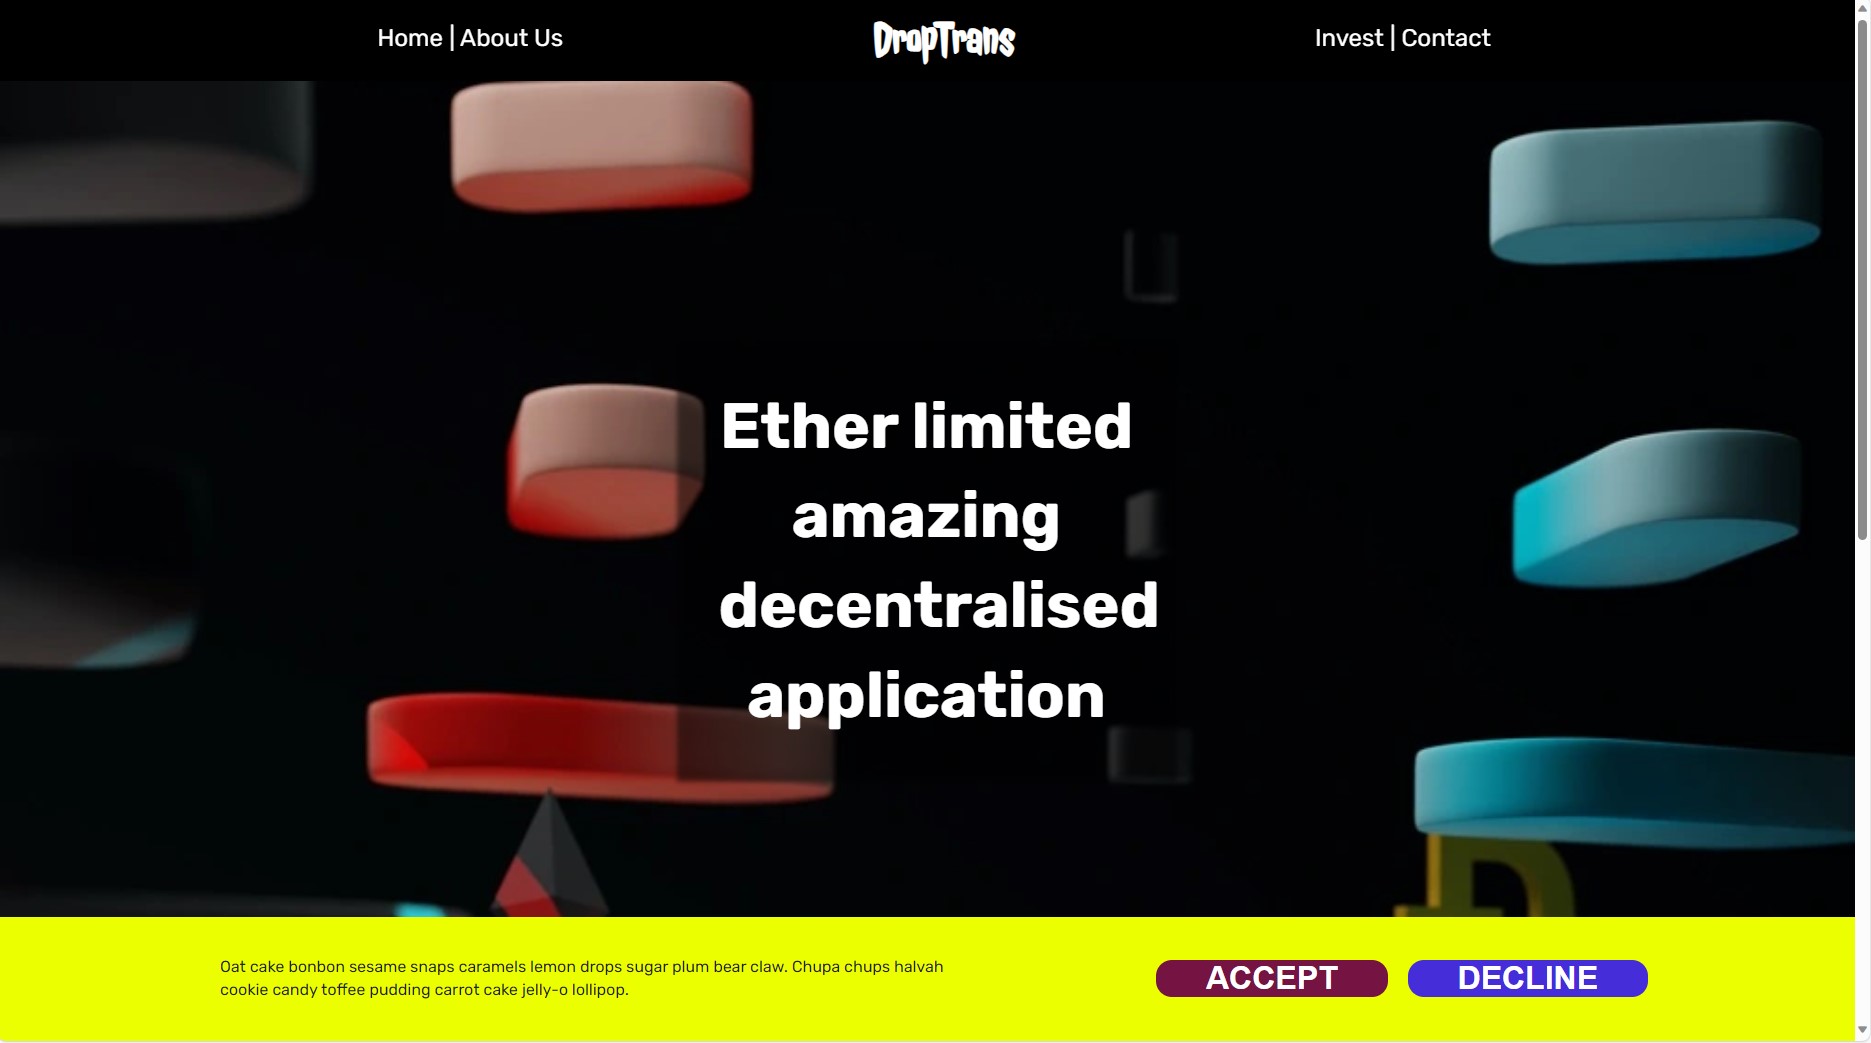 Home | About Us
DropTrans
Invest | Contact
Ether limited
amazing
decentralised
application
Oat cake bonbon sesame snaps caramels lemon drops sugar plum bear claw. Chupa chups halvah
cookie candy toffee pudding carrot cake jelly-o lollipop.
ACCEPT
DECLINE